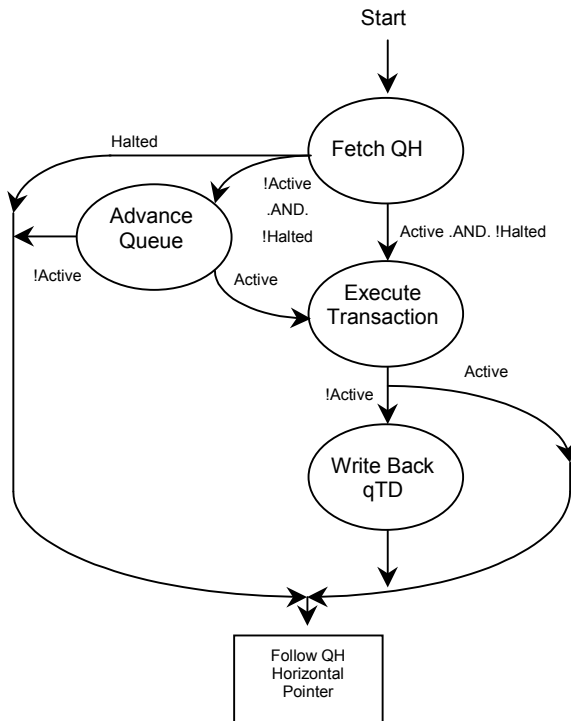 Start
Halted
Fetch QH
!Active
.AND.
!Halted
Advance
Queue
Active .AND. !Halted
!Active
Active
Execute
Transaction
Active
!Active
Write Back
qTD
Follow QH
Horizontal
Pointer